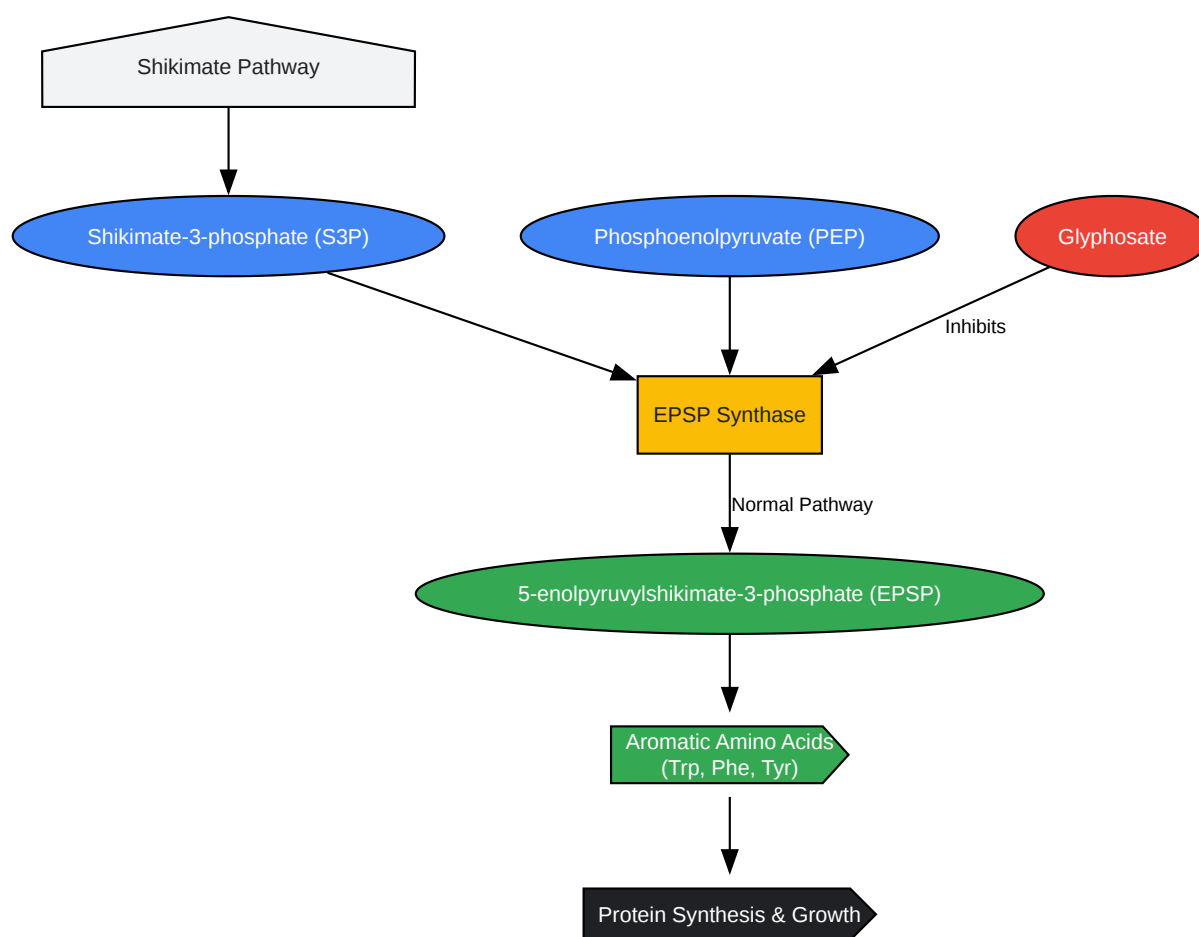 Shikimate Pathway
Shikimate-3-phosphate (S3P)
Phosphoenolpyruvate (PEP)
Glyphosate
Inhibits
EPSP Synthase
Normal Pathway
5-enolpyruvylshikimate-3-phosphate (EPSP)
Aromatic Amino Acids
(Trp, Phe, Tyr)
Protein Synthesis & Growth